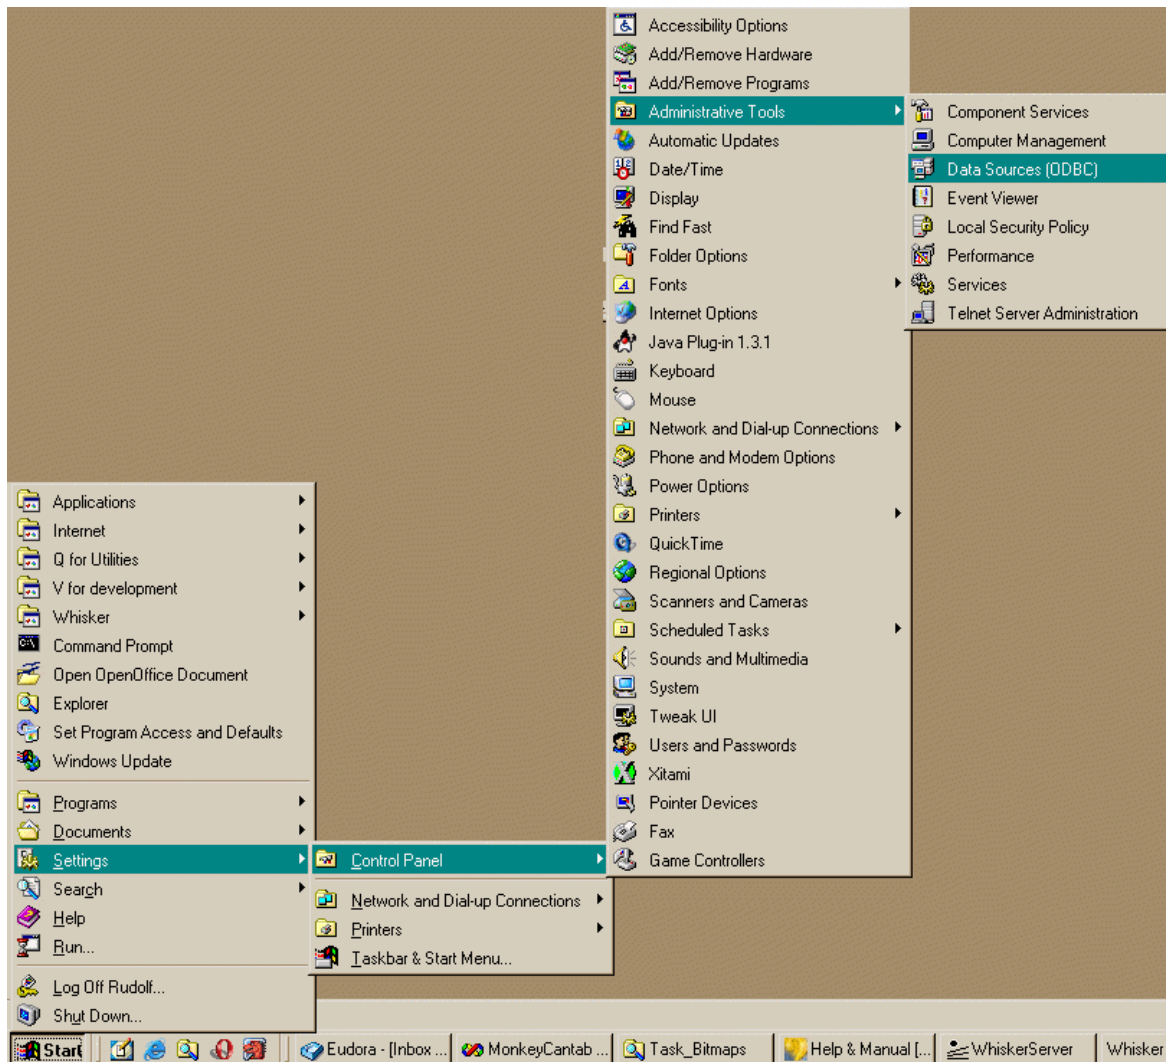 Accessibility Options
Add/Remove Hardware
Add/Remove Programs
Administrative Tools
Automatic Updates
Date/Time
Display
Find Fast
Folder Options
Fonts
Internet Options
Java Plug-in 1.3.1
Keyboard
Mouse
Network and Dial-up Connections
Phone and Modem Options
Power Options
Printers
QuickTime
Regional Options
Scanners and Cameras
Scheduled Tasks
Sounds and Multimedia
System
Tweak UI
Users and Passwords
Xitami
Pointer Devices
Fax
Game Controllers
Component Services
Computer Management
Data Sources (ODBC)
Event Viewer
Local Security Policy
Performance
Services
Telnet Server Administration
Applications
Internet
Q for Utilities
V for development
Whisker
Command Prompt
Open OpenOffice Document
Explorer
Set Program Access and Defaults
Windows Update
Programs
Documents
Settings
Search
Help
Run...
Log Off Rudolf...
Shut Down...
Control Panel
Network and Dial-up Connections
Printers
Taskbar & Start Menu...
Start
Eudora - [Inbox ...
MonkeyCantab ...
Task_Bitmaps
Help & Manual [...
WhiskerServer
Whisker